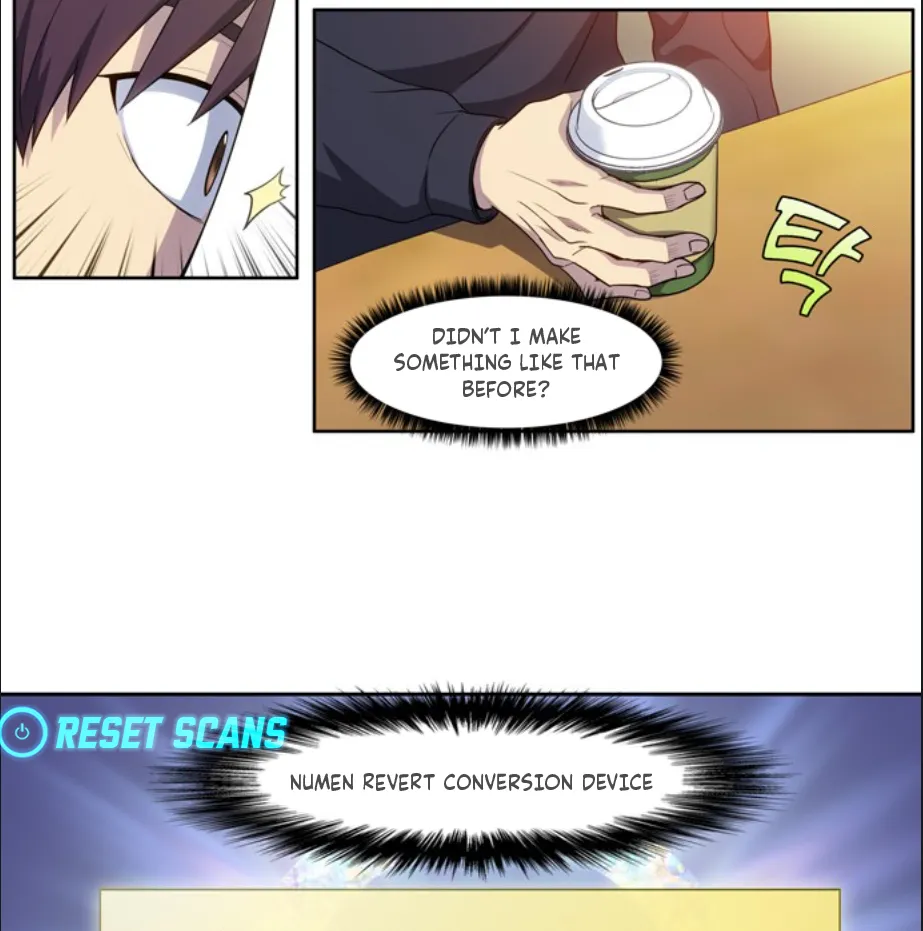 탁
DIDN'T I MAKE
SOMETHING LIKE THAT
BEFORE?
RESET SCANS
NUMEN REVERT CONVERSION DEVICE